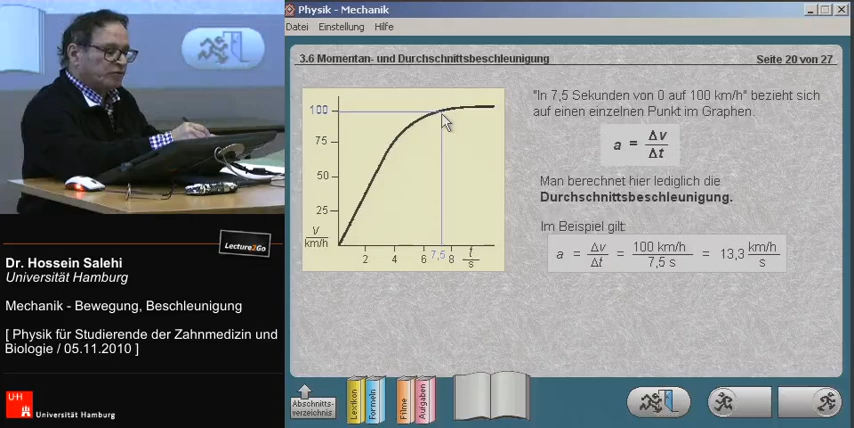 Physik - Mechanik
Datei Einstellung Hilfe
3.6 Momentan- und Durchschnittsbeschleunigung Seite 20 von 27
100
75
50
25
V
km/h
2 4 6 7,5 8 t
s
"In 7,5 Sekunden von 0 auf 100 km/h" bezieht sich
auf einen einzelnen Punkt im Graphen.
a = Δv
Δt
Man berechnet hier lediglich die
Durchschnittsbeschleunigung.
Im Beispiel gilt:
a = Δv/Δt = 100 km/h / 7,5 s = 13,3 km/h / s
Lecture2Go
Dr. Hossein Salehi
Universität Hamburg
Mechanik - Bewegung, Beschleunigung
[ Physik für Studierende der Zahnmedizin und
Biologie / 05.11.2010 ]
UH
Universität Hamburg
Abschnitts-
verzeichnis
Lexikon
Formeln
Filme
Aufgaben